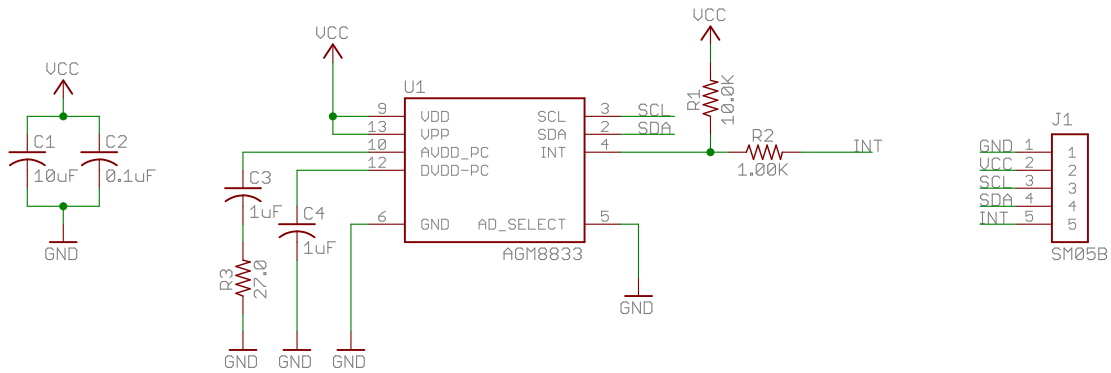 VCC
C1
10uF
C2
0.1uF
GND
VCC
U1
9 VDD
13 VPP
10 AVDD_PC
12 DVDD-PC
6 GND
SCL 3 SCL
SDA 2 SDA
INT 4
AD_SELECT 5
AGM8833
C3
1uF
C4
1uF
R3
27.0
GND
GND
GND
GND
VCC
R1
10.0K
R2
1.00K
INT
J1
GND 1 1
VCC 2 2
SCL 3 3
SDA 4 4
INT 5 5
SM05B